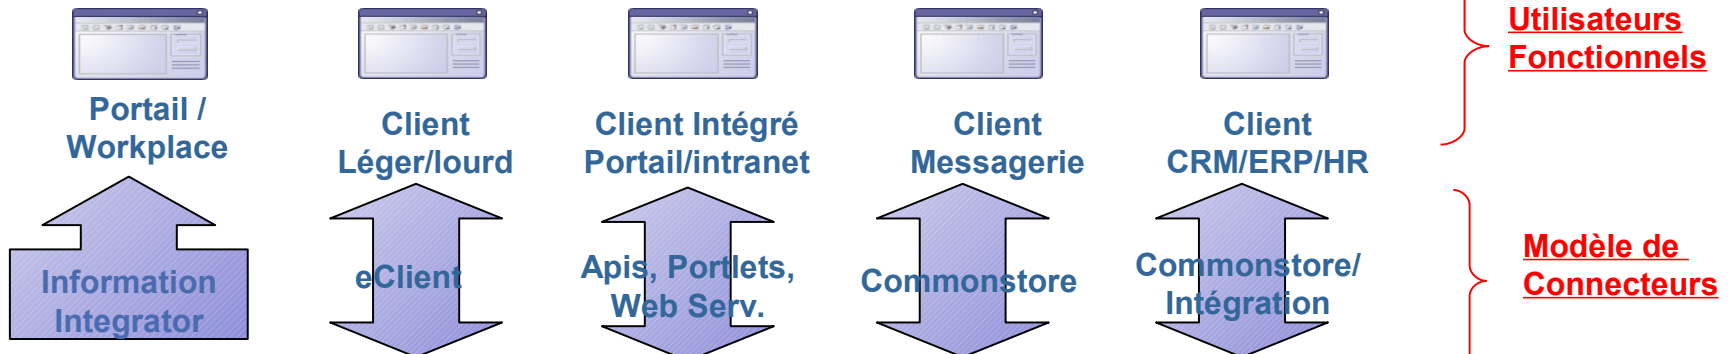 Utilisateurs
Fonctionnels
Portail /
Workplace
Client
Léger/lourd
Client Intégré
Portail/intranet
Client
Messagerie
Client
CRM/ERP/HR
Information
Integrator
eClient
Apis, Portlets,
Web Serv.
Commonstore
Commonstore/
Intégration
Modèle de
Connecteurs